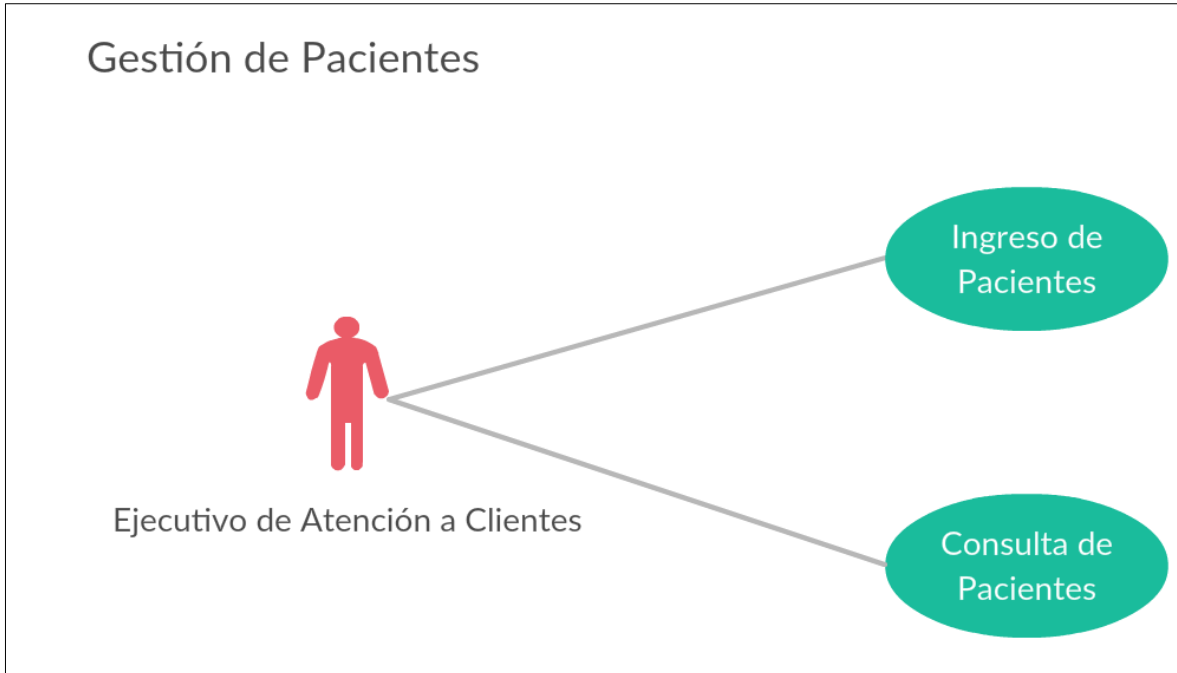 Gestión de Pacientes
Ingreso de
Pacientes
Ejecutivo de Atención a Clientes
Consulta de
Pacientes